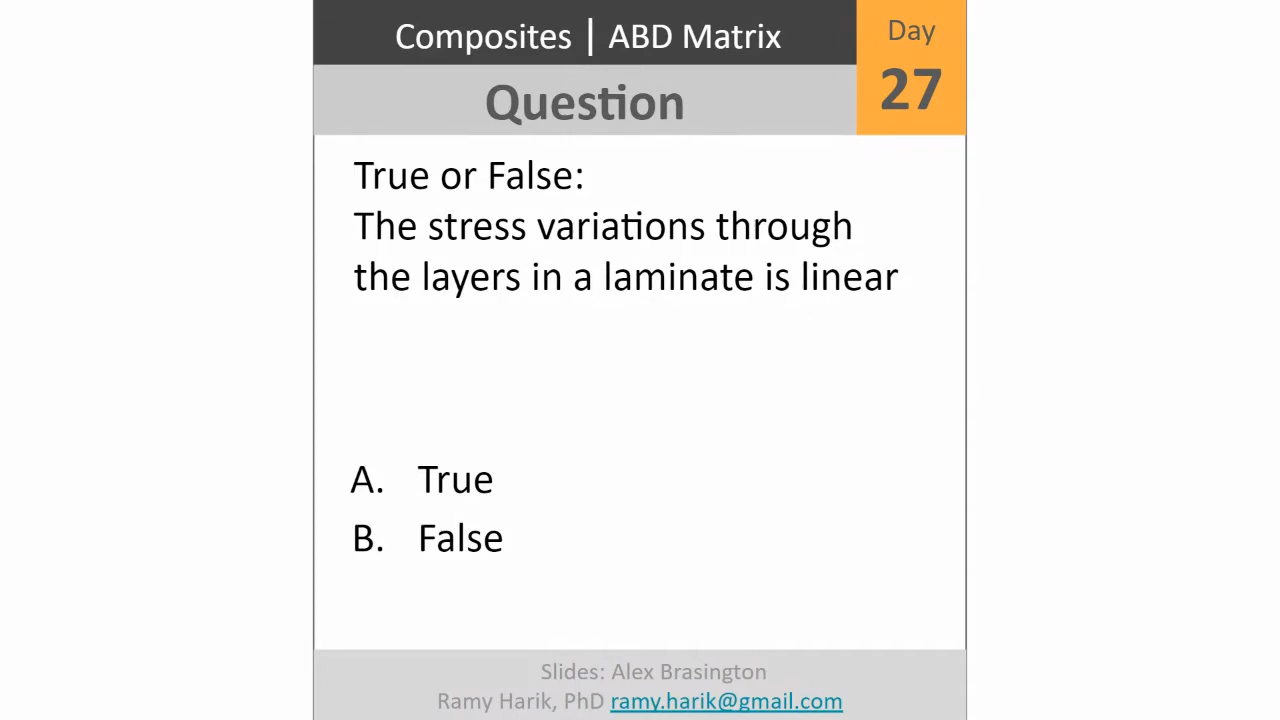 Composites | ABD Matrix
Day
27
Question
True or False:
The stress variations through
the layers in a laminate is linear
A. True
B. False
Slides: Alex Brasington
Ramy Harik, PhD ramy.harik@gmail.com